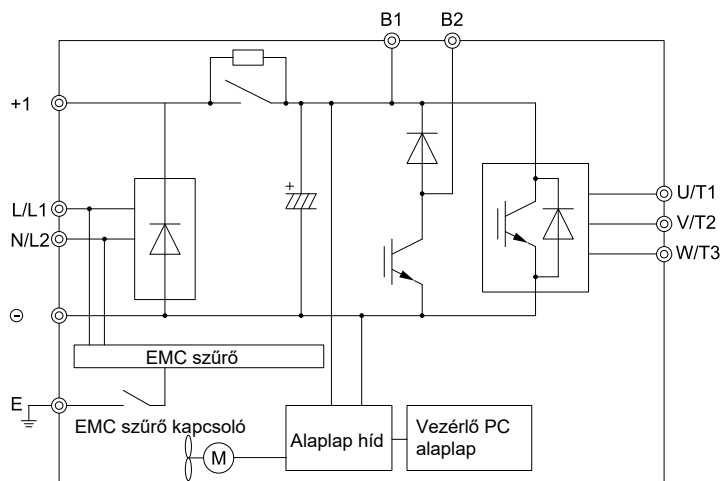 B1
B2
+1
L/L1
N/L2
⊖
E
+
U/T1
V/T2
W/T3
EMC szűrő
EMC szűrő kapcsoló
M
Alaplap híd
Vezérlő PC
alaplap